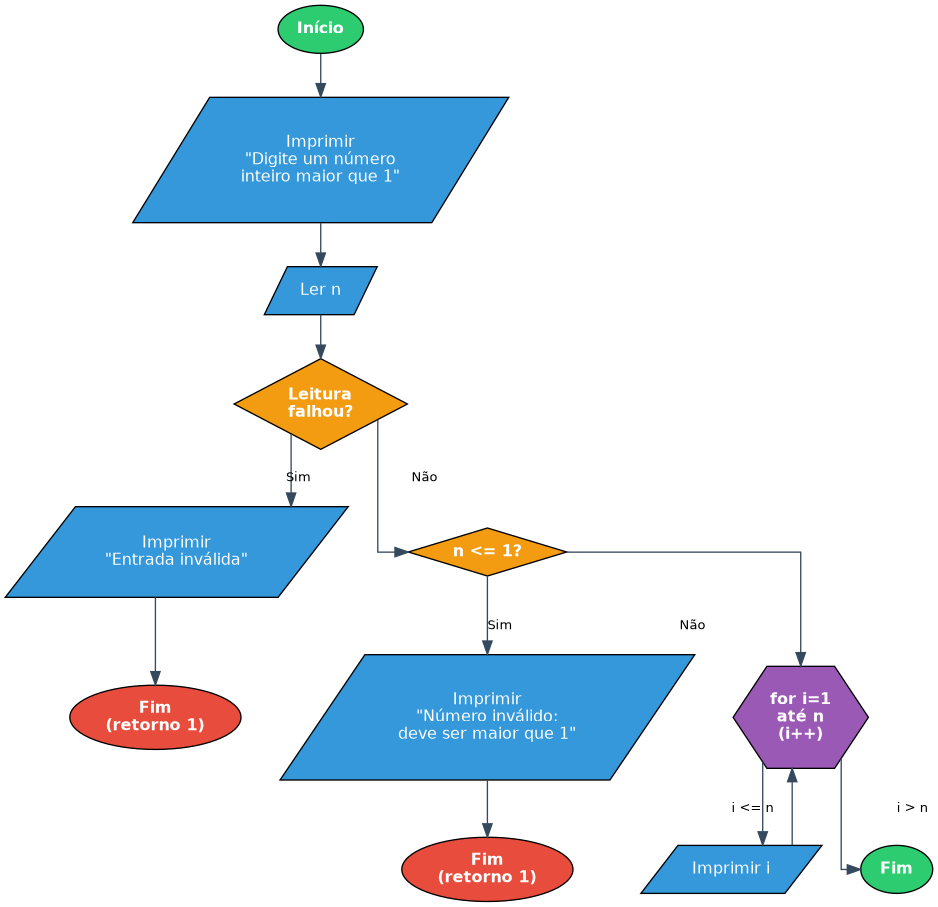 Início
Imprimir
"Digite um número
inteiro maior que 1"
Ler n
Leitura
falhou?
Sim
Não
Imprimir
"Entrada inválida"
n <= 1?
Sim
Não
Fim
(retorno 1)
Imprimir
"Número inválido:
deve ser maior que 1"
for i=1
até n
(i++)
i <= n
i > n
Fim
(retorno 1)
Imprimir i
Fim